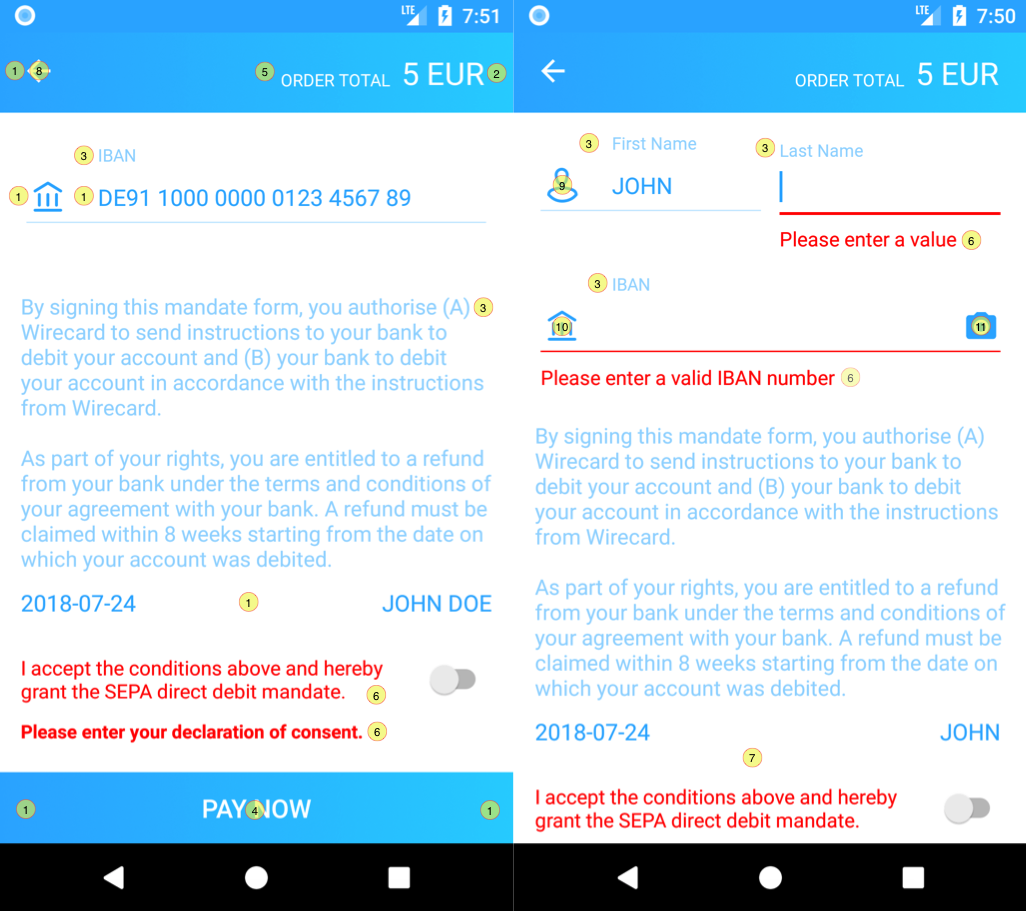 LTE 7:51
1 8 5 ORDER TOTAL 5 EUR 2
3 IBAN
1 1 DE91 1000 0000 0123 4567 89
By signing this mandate form, you authorise (A) 3
Wirecard to send instructions to your bank to
debit your account and (B) your bank to debit
your account in accordance with the instructions
from Wirecard.
As part of your rights, you are entitled to a refund
from your bank under the terms and conditions of
your agreement with your bank. A refund must be
claimed within 8 weeks starting from the date on
which your account was debited.
2018-07-24 1 JOHN DOE
I accept the conditions above and hereby
grant the SEPA direct debit mandate. 6
Please enter your declaration of consent. 6
1 PAY NOW 4 1
LTE 7:50
ORDER TOTAL 5 EUR
3 First Name 3 Last Name
9 JOHN
Please enter a value 6
3 IBAN
10 11
Please enter a valid IBAN number 6
By signing this mandate form, you authorise (A)
Wirecard to send instructions to your bank to
debit your account and (B) your bank to debit
your account in accordance with the instructions
from Wirecard.
As part of your rights, you are entitled to a refund
from your bank under the terms and conditions of
your agreement with your bank. A refund must be
claimed within 8 weeks starting from the date on
which your account was debited.
2018-07-24 JOHN
7
I accept the conditions above and hereby
grant the SEPA direct debit mandate.